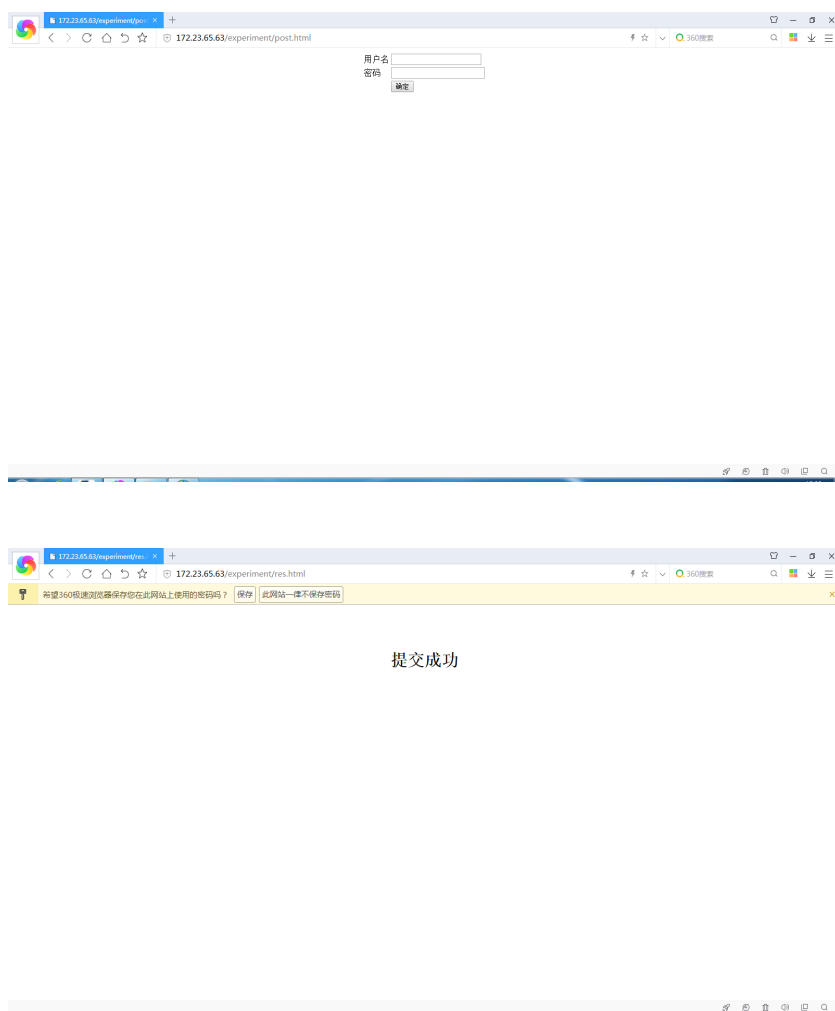 172.23.65.63/experiment/pos
172.23.65.63/experiment/post.html
360搜索
用户名
密码
确定
172.23.65.63/experiment/res.
172.23.65.63/experiment/res.html
360搜索
希望360极速浏览器保存您在此网站上使用的密码吗？ 保存 此网站一律不保存密码
提交成功